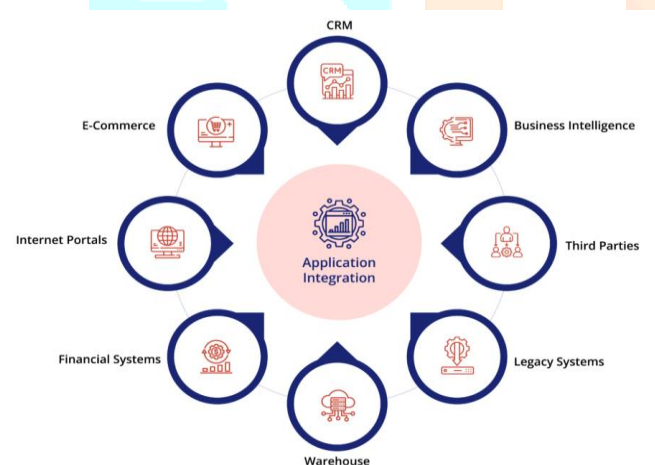 CRM
CRM
E-Commerce
Business Intelligence
Internet Portals
Application
Integration
Third Parties
Financial Systems
Legacy Systems
Warehouse